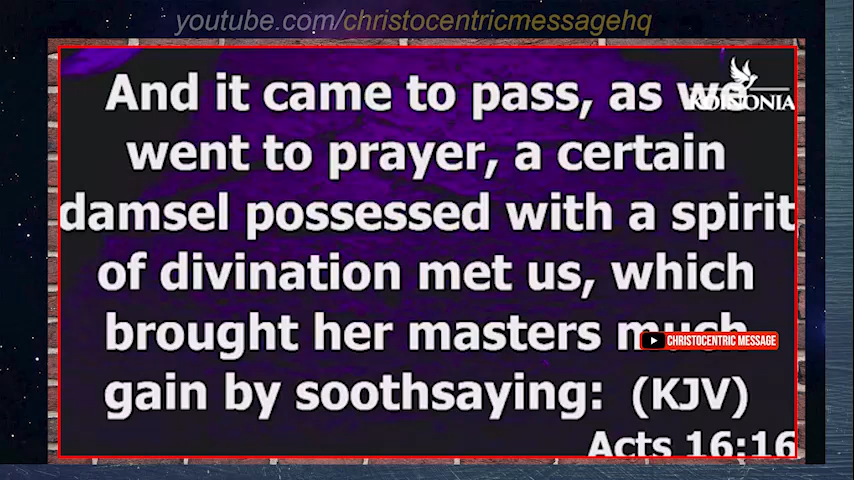 youtube.com/christocentricmessagehq
And it came to pass, as we
KOINONIA
went to prayer, a certain
damsel possessed with a spirit
of divination met us, which
brought her masters much
CHRISTOCENTRIC MESSAGE
gain by soothsaying: (KJV)
Acts 16:16